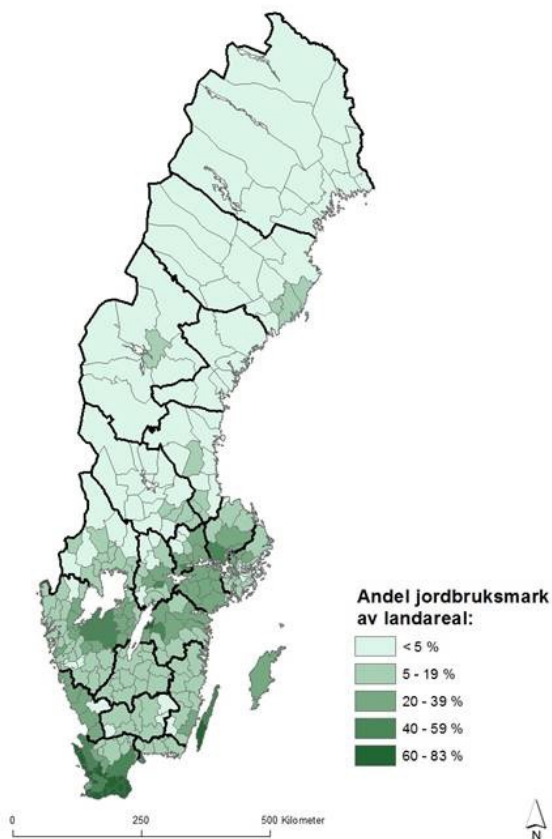 Andel jordbruksmark
av landareal:
< 5 %
5 - 19 %
20 - 39 %
40 - 59 %
60 - 83 %
0 250 500 Kilometer
N